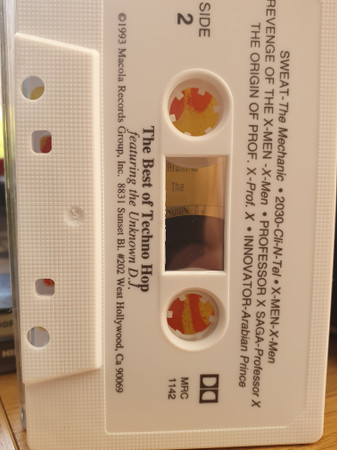 SWEAT-The Mechanic • 2030-Cli-N-Tel • X-MEN-X-Men
REVENGE OF THE X-MEN-X-Men • PROFESSOR X SAGA-Professor X
THE ORIGIN OF PROF. X-Prof. X • INNOVATOR-Arabian Prince
SIDE
2
The
MRC
1142
The Best of Techno Hop
featuring the Unknown D.J.
©1993 Macola Records Group, Inc. 8831 Sunset Bl. #202 West Hollywood, Ca 90069